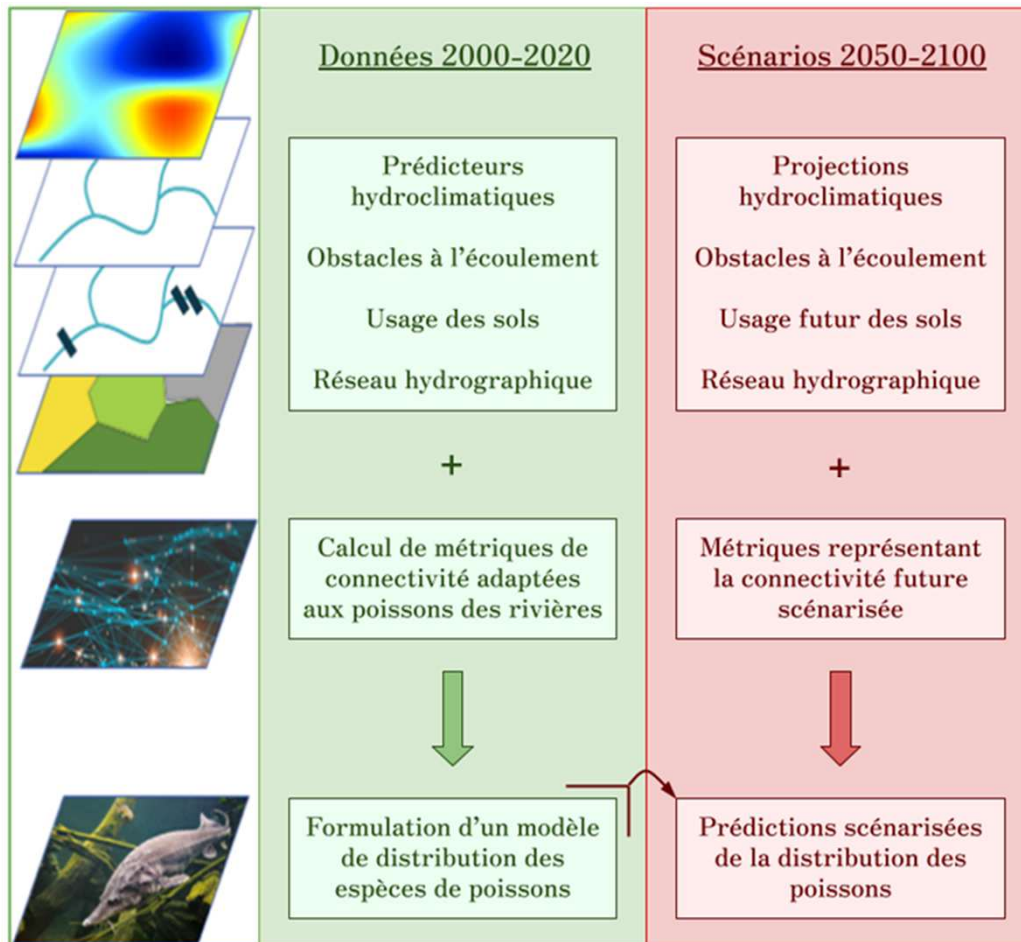 Données 2000-2020
Prédicteurs
hydroclimatiques
Obstacles à l'écoulement
Usage des sols
Réseau hydrographique
+
Calcul de métriques de
connectivité adaptées
aux poissons des rivières
Formulation d'un modèle
de distribution des
espèces de poissons
Scénarios 2050-2100
Projections
hydroclimatiques
Obstacles à l'écoulement
Usage futur des sols
Réseau hydrographique
+
Métriques représentant
la connectivité future
scénarisée
Prédictions scénarisées
de la distribution des
poissons